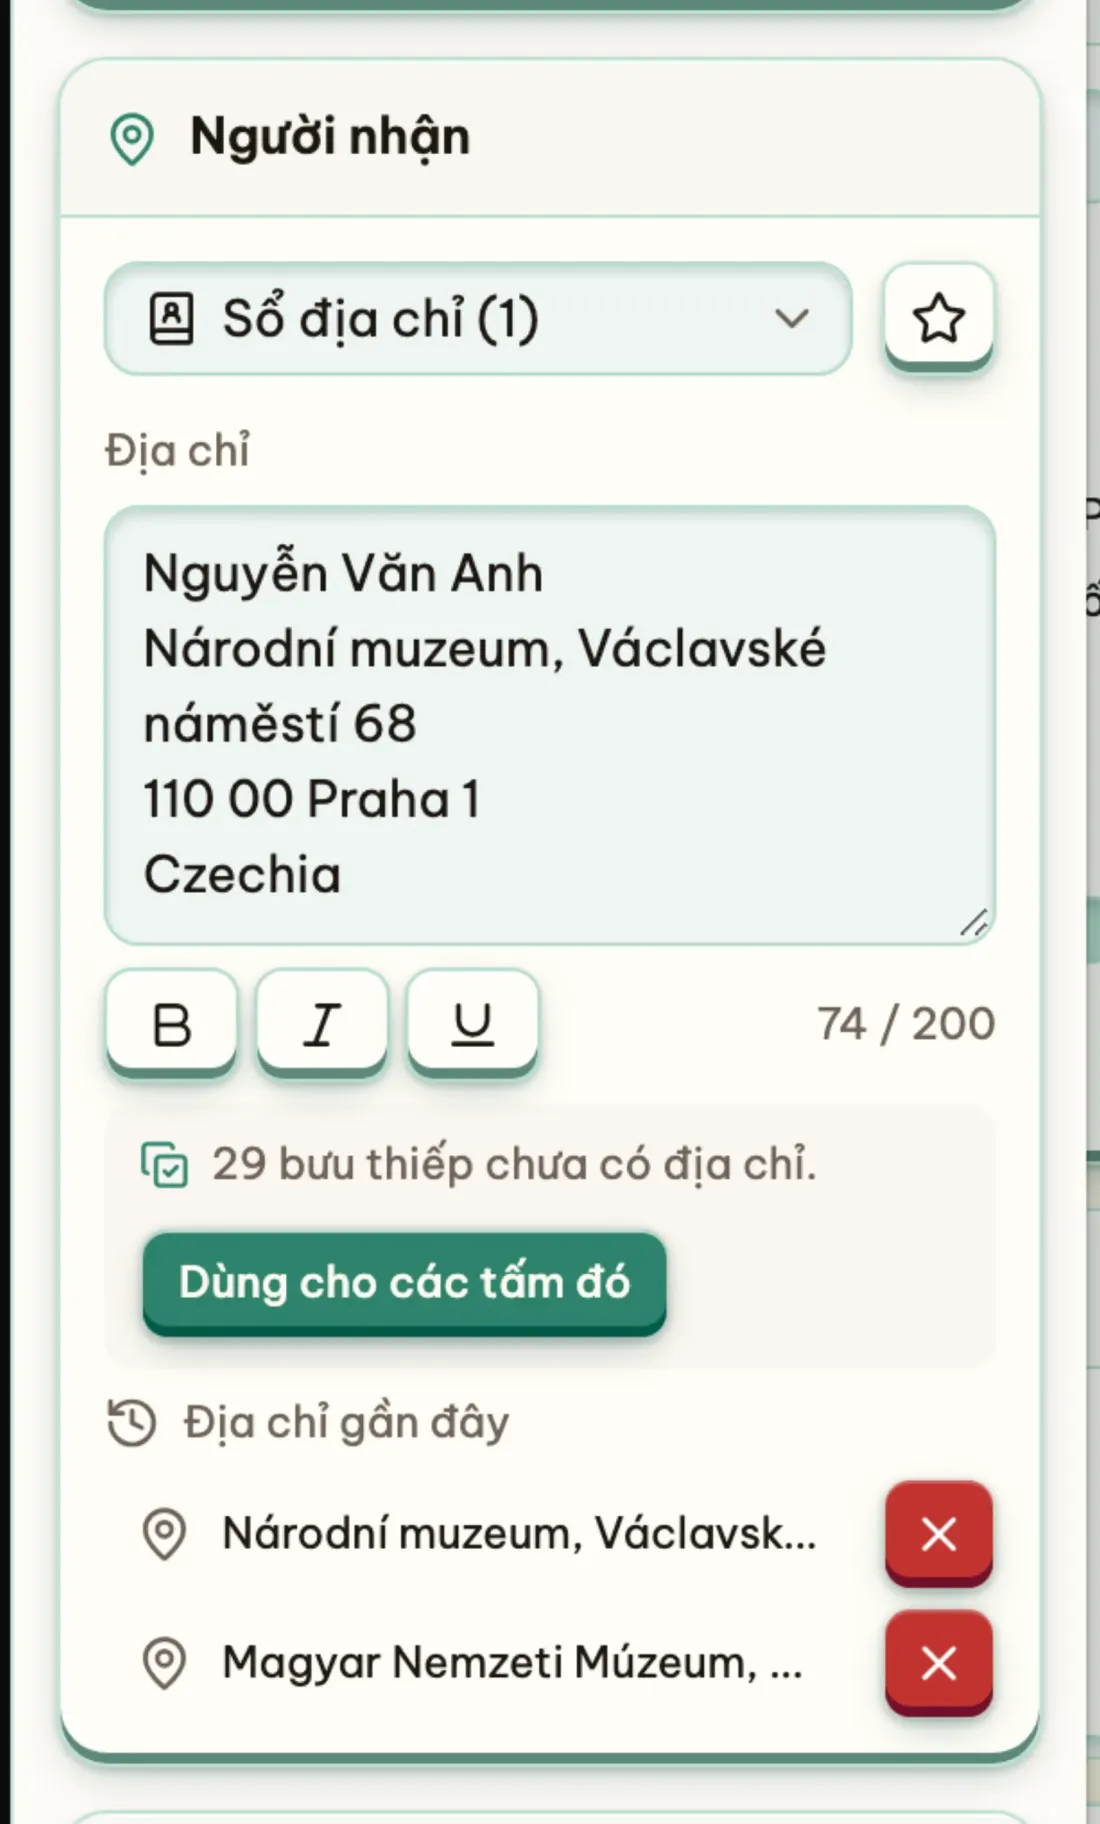 Người nhận
Sổ địa chỉ (1)
Địa chỉ
Nguyễn Văn Anh
Národní muzeum, Václavské
náměstí 68
110 00 Praha 1
Czechia
B I U
74 / 200
29 bưu thiếp chưa có địa chỉ.
Dùng cho các tấm đó
Địa chỉ gần đây
Národní muzeum, Václavsk...
Magyar Nemzeti Múzeum, ...